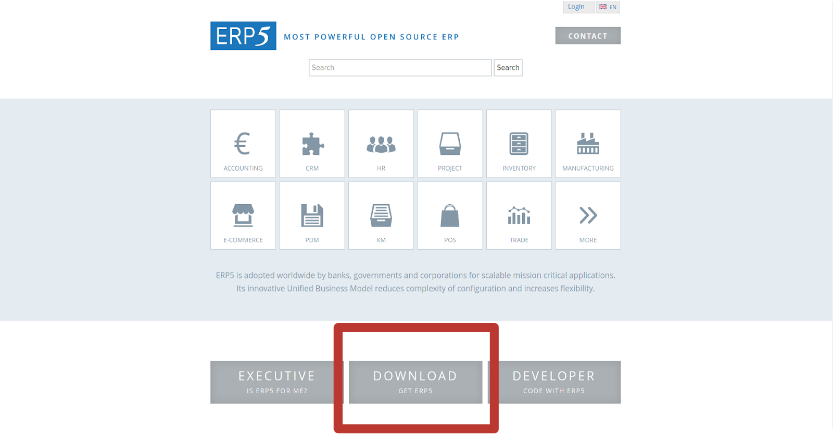 Login EN
ERP5 MOST POWERFUL OPEN SOURCE ERP
CONTACT
Search Search
ACCOUNTING CRM HR PROJECT INVENTORY MANUFACTURING
E-COMMERCE PDM KM POS TRADE MORE
ERP5 is adopted worldwide by banks, governments and corporations for scalable mission critical applications.
Its innovative Unified Business Model reduces complexity of configuration and increases flexibility.
EXECUTIVE DOWNLOAD DEVELOPER
IS ERP5 FOR ME? GET ERP5 CODE WITH ERP5